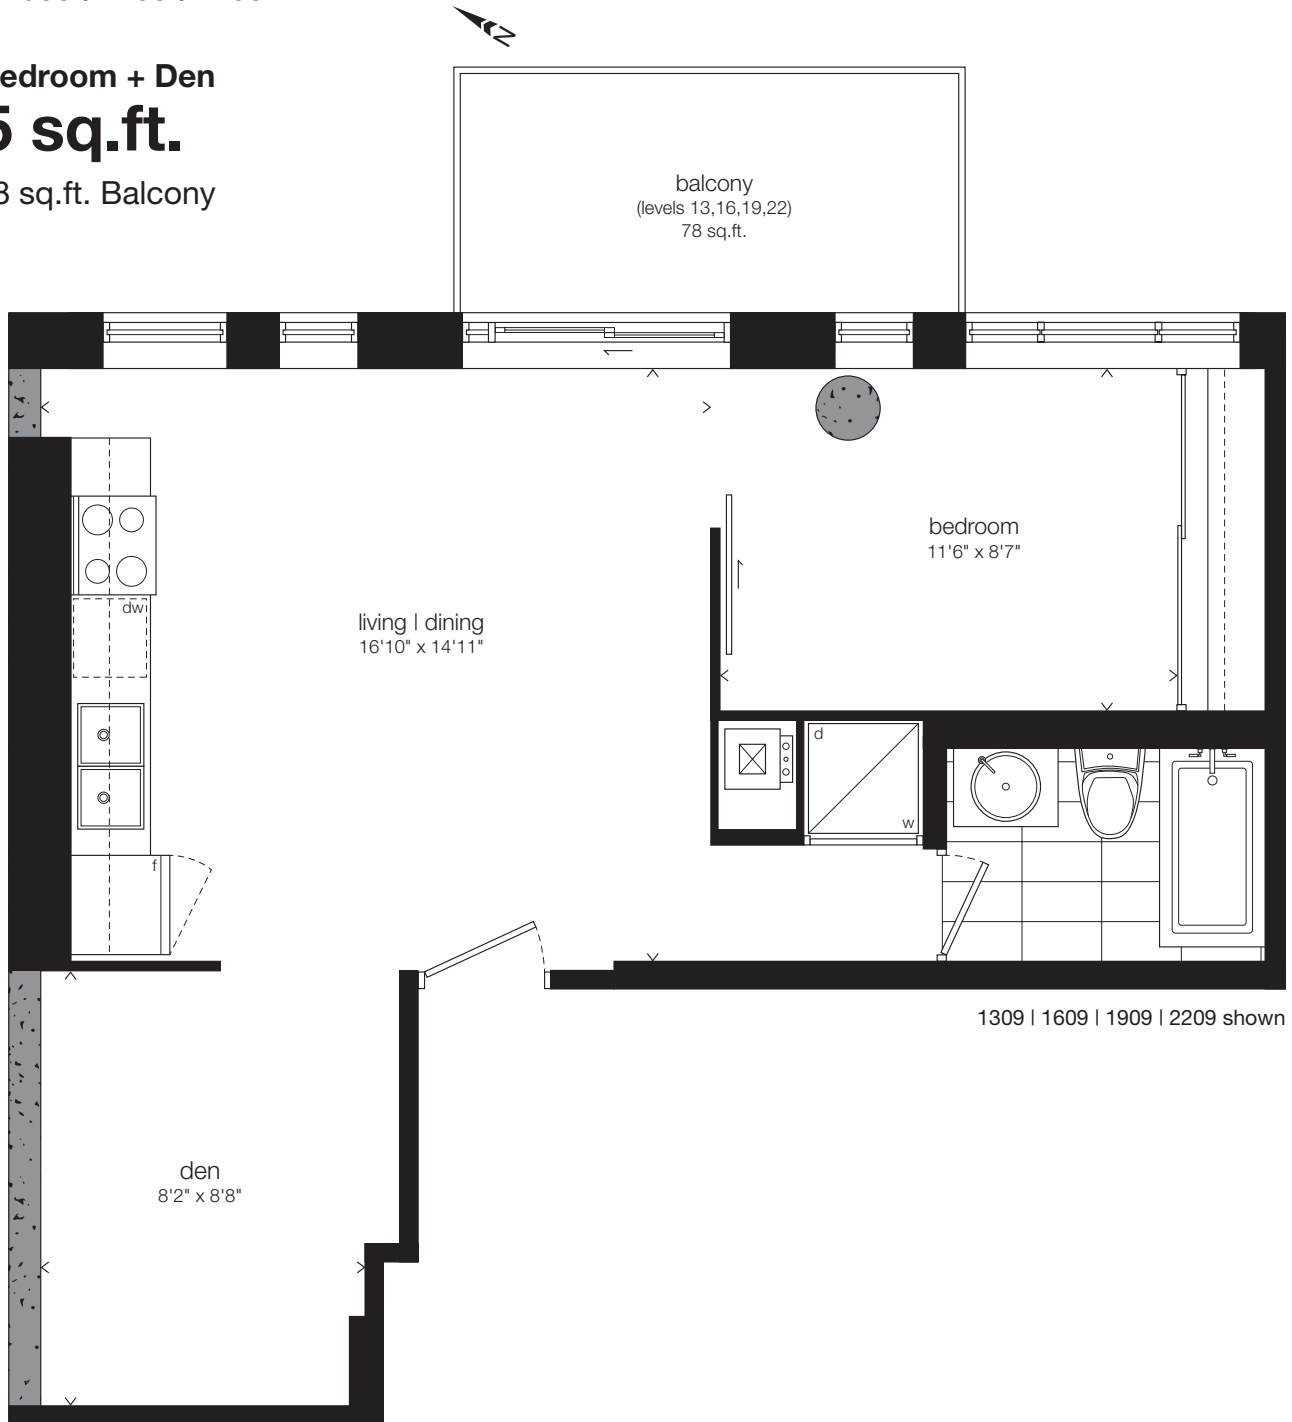 N
edroom + Den
5 sq.ft.
sq.ft. Balcony
balcony
(levels 13,16,19,22)
78 sq.ft.
bedroom
11'6" x 8'7"
dw
living | dining
16'10" x 14'11"
d
w
f
1309 | 1609 | 1909 | 2209 shown
den
8'2" x 8'8"